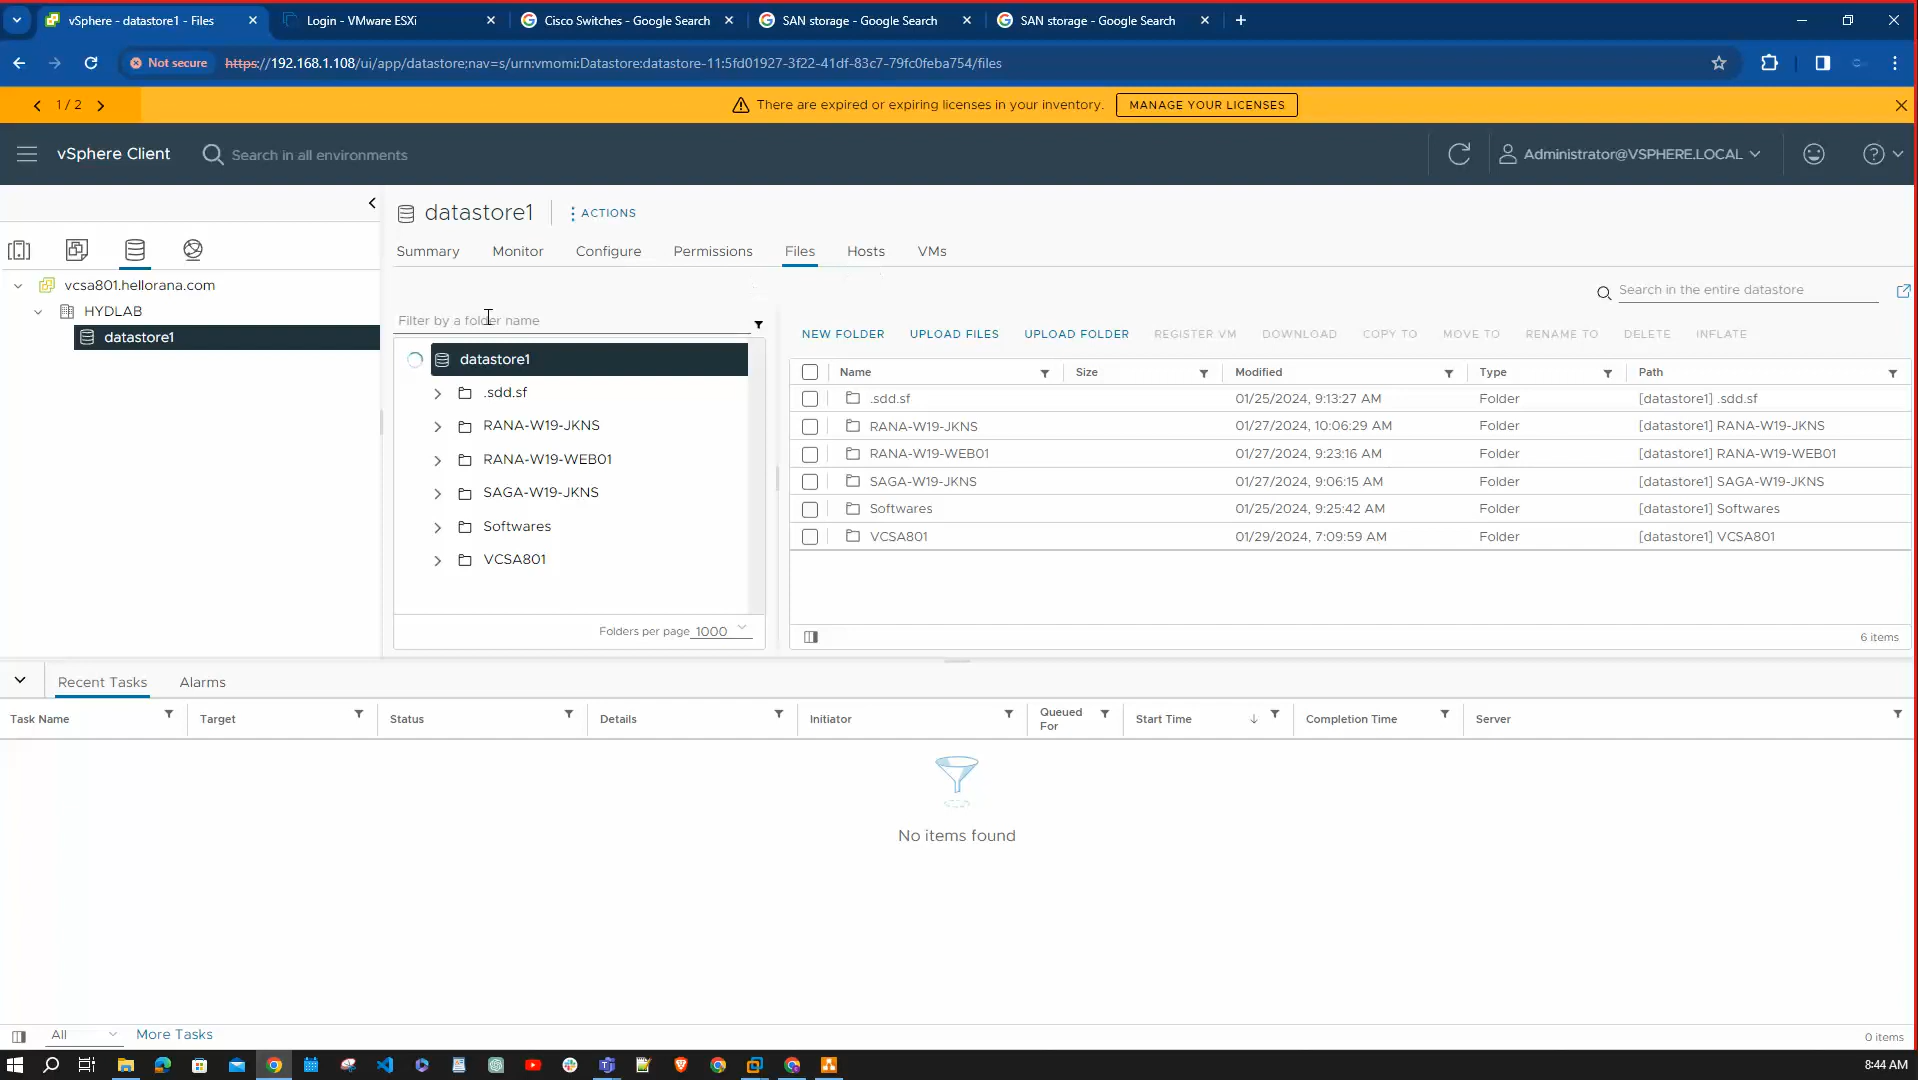 vSphere - datastore1 - Files
Login - VMware ESXi
Cisco Switches - Google Search
SAN storage - Google Search
SAN storage - Google Search
Not secure
https://192.168.1.108/ui/app/datastore;nav=s/urn:vmomi:Datastore:datastore-11:5fd01927-3f22-41df-83c7-79fc0feba754/files
1 / 2
There are expired or expiring licenses in your inventory.
MANAGE YOUR LICENSES
vSphere Client
Search in all environments
Administrator@VSPHERE.LOCAL
datastore1
ACTIONS
Summary
Monitor
Configure
Permissions
Files
Hosts
VMs
vcsa801.hellorana.com
HYDLAB
datastore1
Filter by a folder name
datastore1
.sdd.sf
RANA-W19-JKNS
RANA-W19-WEB01
SAGA-W19-JKNS
Softwares
VCSA801
Folders per page 1000
Search in the entire datastore
NEW FOLDER UPLOAD FILES UPLOAD FOLDER REGISTER VM DOWNLOAD COPY TO MOVE TO RENAME TO DELETE INFLATE
Name Size Modified Type Path
.sdd.sf 01/25/2024, 9:13:27 AM Folder [datastore1] .sdd.sf
RANA-W19-JKNS 01/27/2024, 10:06:29 AM Folder [datastore1] RANA-W19-JKNS
RANA-W19-WEB01 01/27/2024, 9:23:16 AM Folder [datastore1] RANA-W19-WEB01
SAGA-W19-JKNS 01/27/2024, 9:06:15 AM Folder [datastore1] SAGA-W19-JKNS
Softwares 01/25/2024, 9:25:42 AM Folder [datastore1] Softwares
VCSA801 01/29/2024, 7:09:59 AM Folder [datastore1] VCSA801
6 items
Recent Tasks
Alarms
Task Name
Target
Status
Details
Initiator
Queued
For
Start Time
Completion Time
Server
No items found
All
More Tasks
0 items
8:44 AM